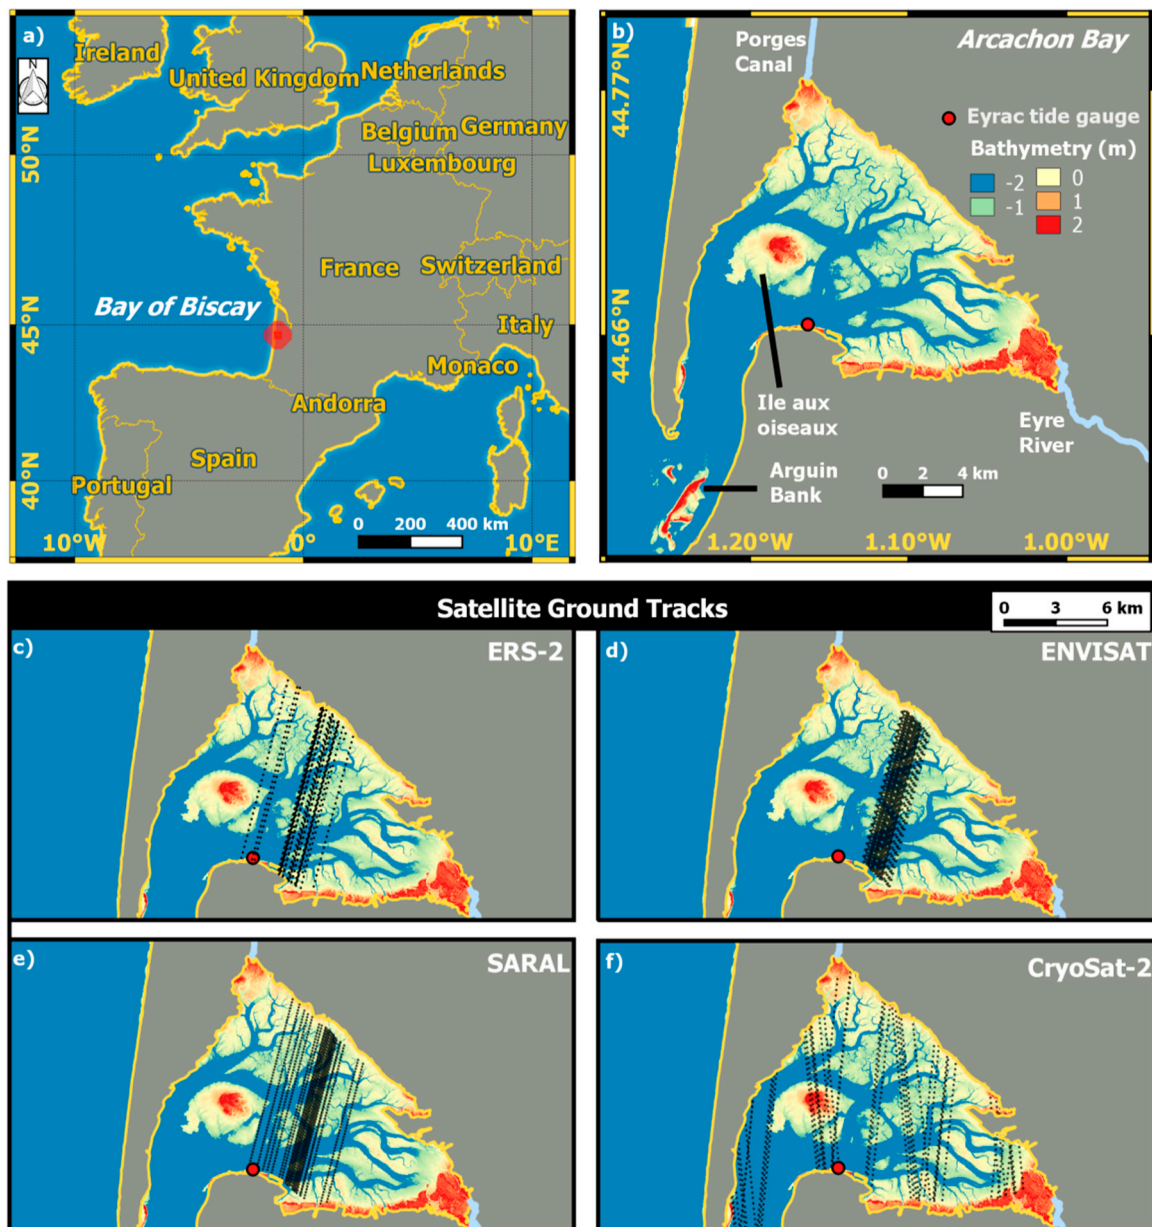 a)
N
Ireland
United Kingdom
Netherlands
Belgium
Germany
Luxembourg
France
Switzerland
Bay of Biscay
Italy
Monaco
Andorra
Spain
Portugal
50°N
45°N
40°N
0 200 400 km
10°W
0°
10°E
b)
Porges
Canal
Arcachon Bay
Eyrac tide gauge
Bathymetry (m)
-2
-1
0
1
2
44.77°N
44.66°N
Ile aux
oiseaux
Eyre
River
Arguin
Bank
0 2 4 km
1.20°W
1.10°W
1.00°W
Satellite Ground Tracks
0 3 6 km
c)
ERS-2
d)
ENVISAT
e)
SARAL
f)
CryoSat-2